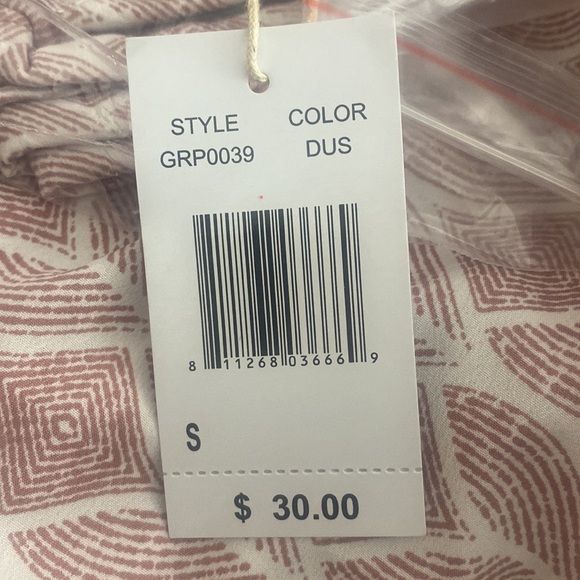 STYLE COLOR
GRP0039 DUS
8 11268 03666 9
S
$ 30.00